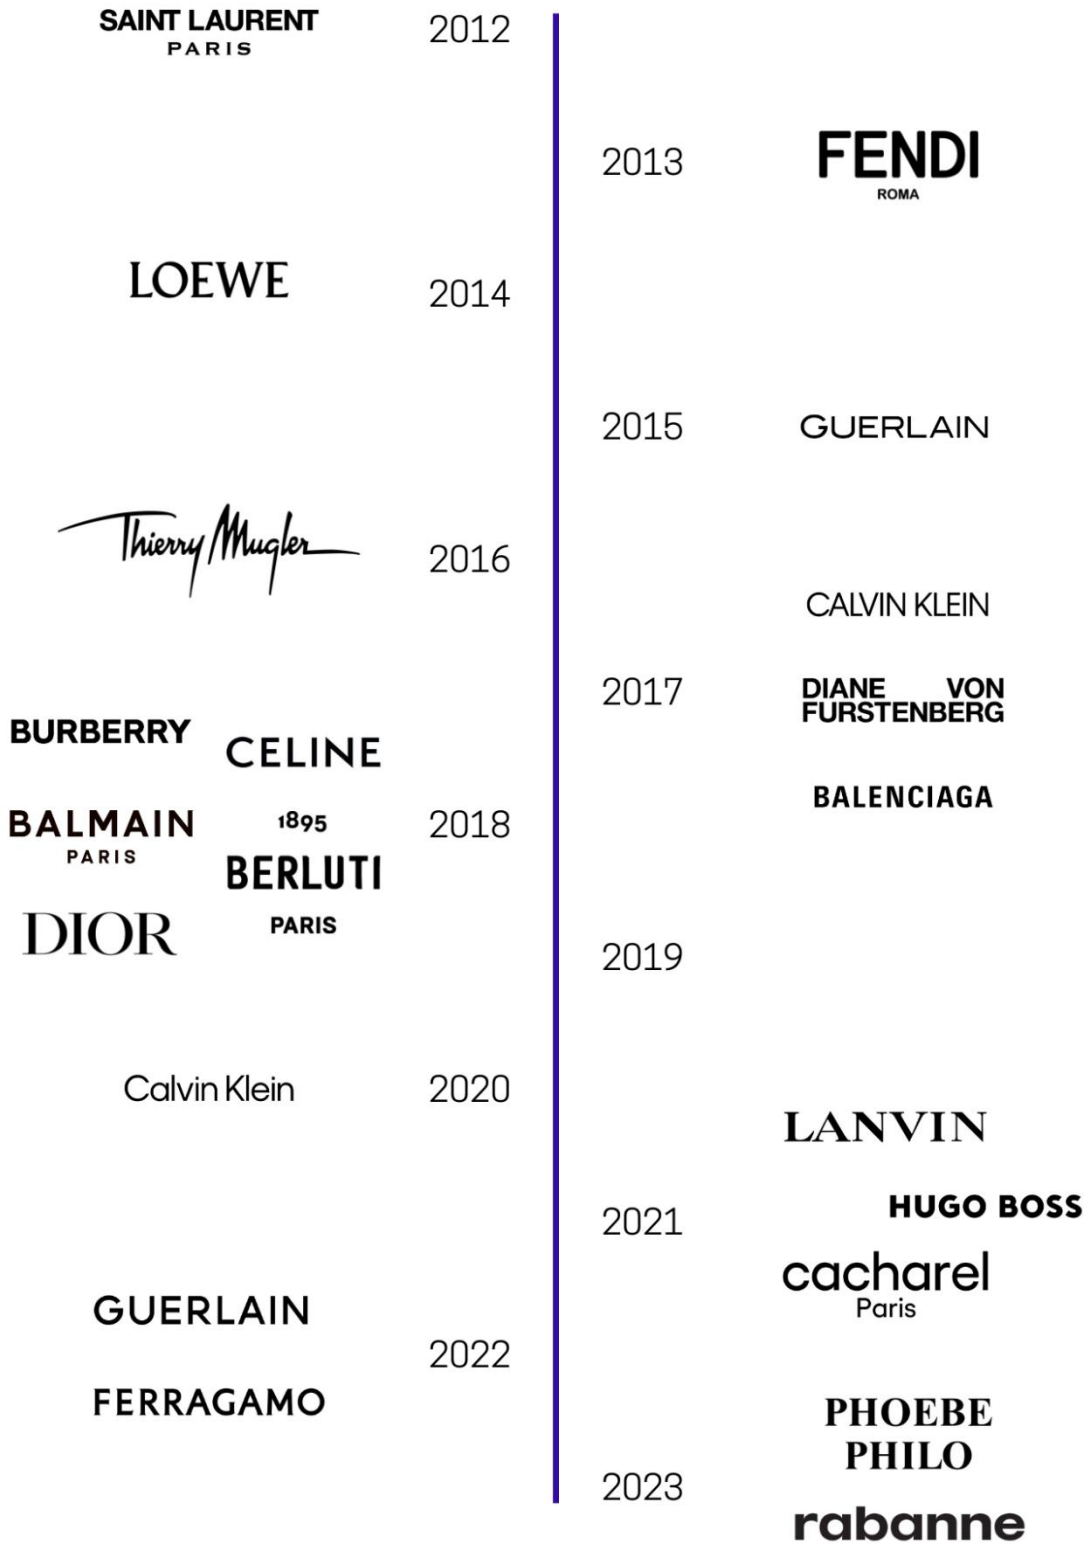 SAINT LAURENT
PARIS
2012
2013
FENDI
ROMA
LOEWE
2014
2015
GUERLAIN
Thierry Mugler
2016
CALVIN KLEIN
2017
DIANE VON
FURSTENBERG
BALENCIAGA
BURBERRY
CELINE
BALMAIN
PARIS
1895
BERLUTI
PARIS
DIOR
2018
2019
Calvin Klein
2020
LANVIN
2021
HUGO BOSS
cacharel
Paris
GUERLAIN
2022
FERRAGAMO
PHOEBE
PHILO
2023
rabanne